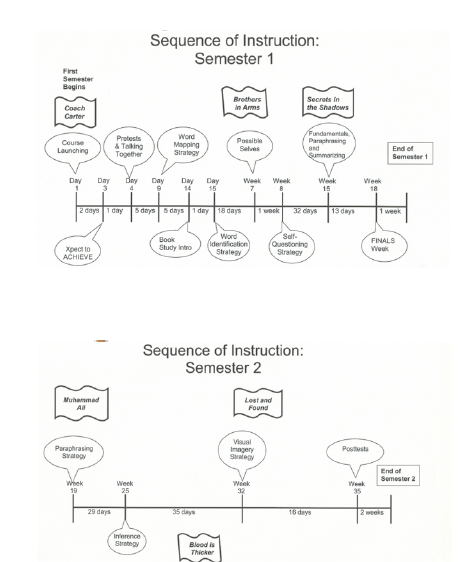 Sequence of Instruction:
Semester 1
First
Semester
Begins
Coach
Carter
Brothers
in Arms
Secrets in
the Shadows
Course
Launching
Pretests
& Talking
Together
Word
Mapping
Strategy
Possible
Selves
Fundamentals,
Paraphrasing
and
Summarizing
End of
Semester 1
Day
1
Day
3
Day
4
Day
9
Day
14
Day
15
Week
7
Week
8
Week
15
Week
18
2 days
1 day
5 days
5 days
1 day
18 days
1 week
32 days
13 days
1 week
Xpect to
ACHIEVE
Book
Study Intro
Word
Identification
Strategy
Self-
Questioning
Strategy
FINALS
Week
Sequence of Instruction:
Semester 2
Muhammad
Ali
Lost and
Found
Paraphrasing
Strategy
Visual
Imagery
Strategy
Posttests
End of
Semester 2
Week
19
Week
25
Week
32
Week
35
29 days
35 days
16 days
2 weeks
Inference
Strategy
Blood is
Thicker